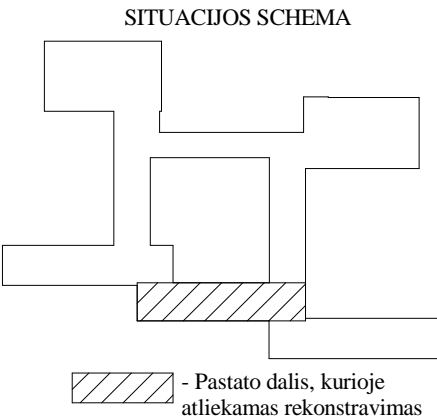 SITUACIJOS SCHEMA
- Pastato dalis, kurioje
atliekamas rekonstravimas